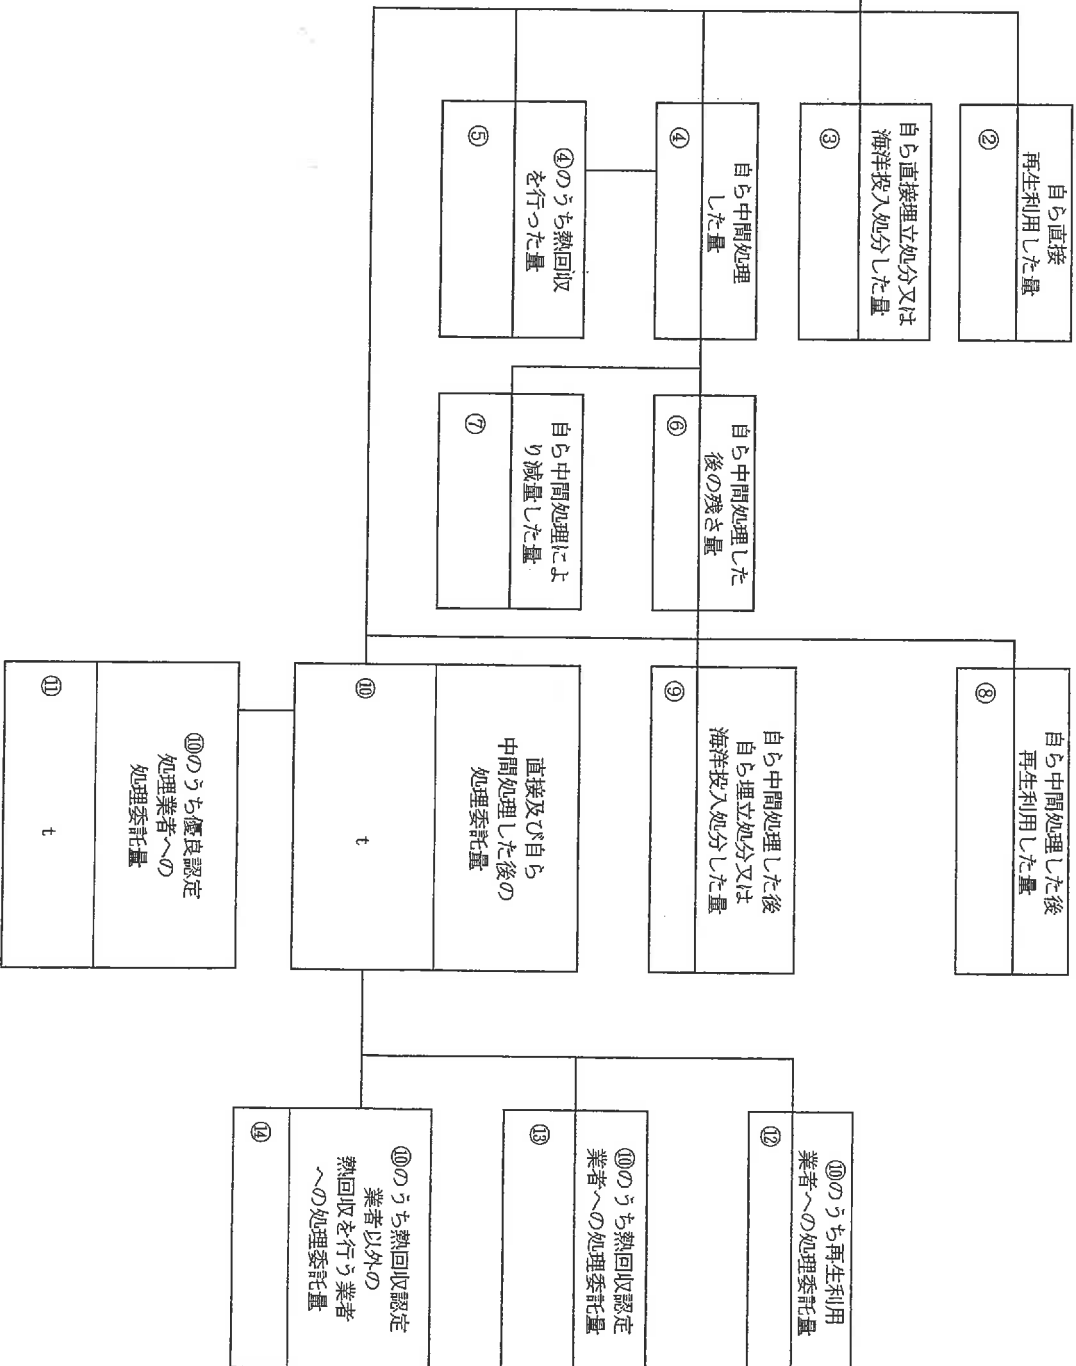 自ら直接
再生利用した量
②
自ら直接埋立処分又は
海洋投入処分した量
③
自ら中間処理
した量
④
④のうち熱回収
を行った量
⑤
自ら中間処理した
後の残さ量
⑥
自ら中間処理によ
り減量した量
⑦
自ら中間処理した後
再生利用した量
⑧
自ら中間処理した後
自ら埋立処分又は
海洋投入処分した量
⑨
直接及び自ら
中間処理した後の
処理委託量
⑩ t
⑩のうち優良認定
処理業者への
処理委託量
⑪ t
⑩のうち再生利用
業者への処理委託量
⑫
⑩のうち熱回収認定
業者への処理委託量
⑬
⑩のうち熱回収認定
業者以外の
熱回収を行う業者
への処理委託量
⑭